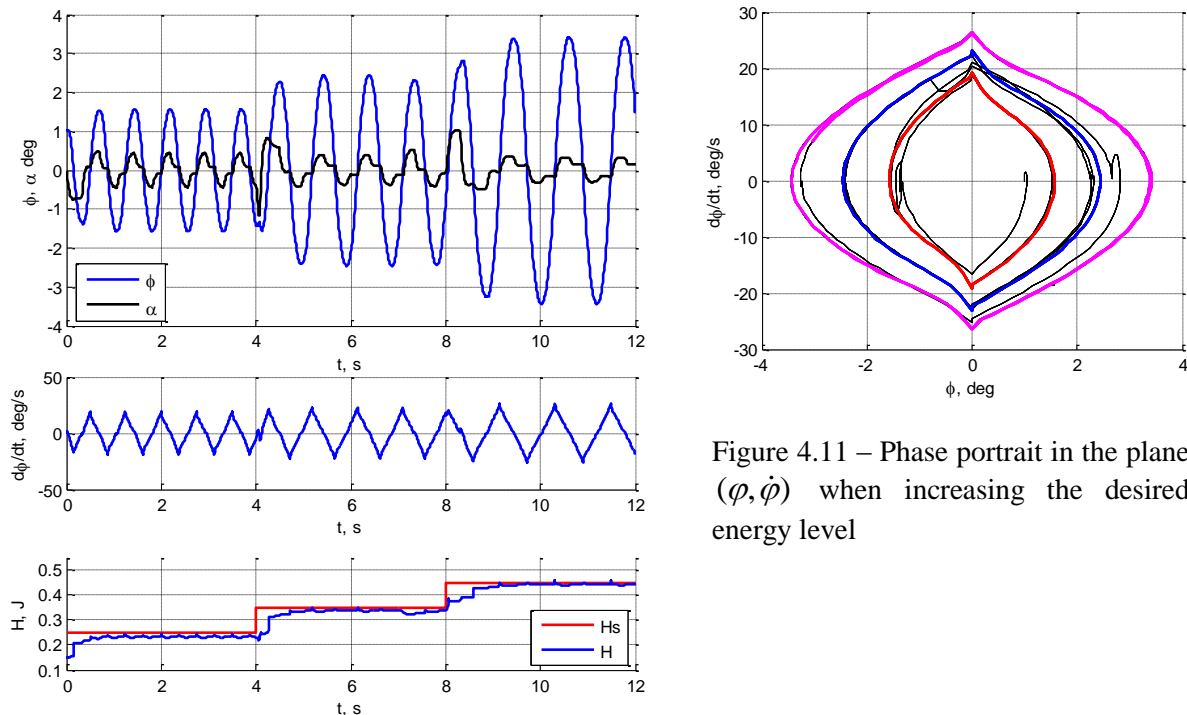 4
3
2
1
0
-1
-2
-3
-4
ϕ, α deg
ϕ
α
0 2 4 6 8 10 12
t, s
50
0
-50
dϕ/dt, deg/s
0 2 4 6 8 10 12
t, s
0.5
0.4
0.3
0.2
0.1
H, J
Hs
H
0 2 4 6 8 10 12
t, s
30
20
10
0
-10
-20
-30
dϕ/dt, deg/s
-4 -2 0 2 4
ϕ, deg
Figure 4.11 – Phase portrait in the plane
(φ, φ̇) when increasing the desired
energy level